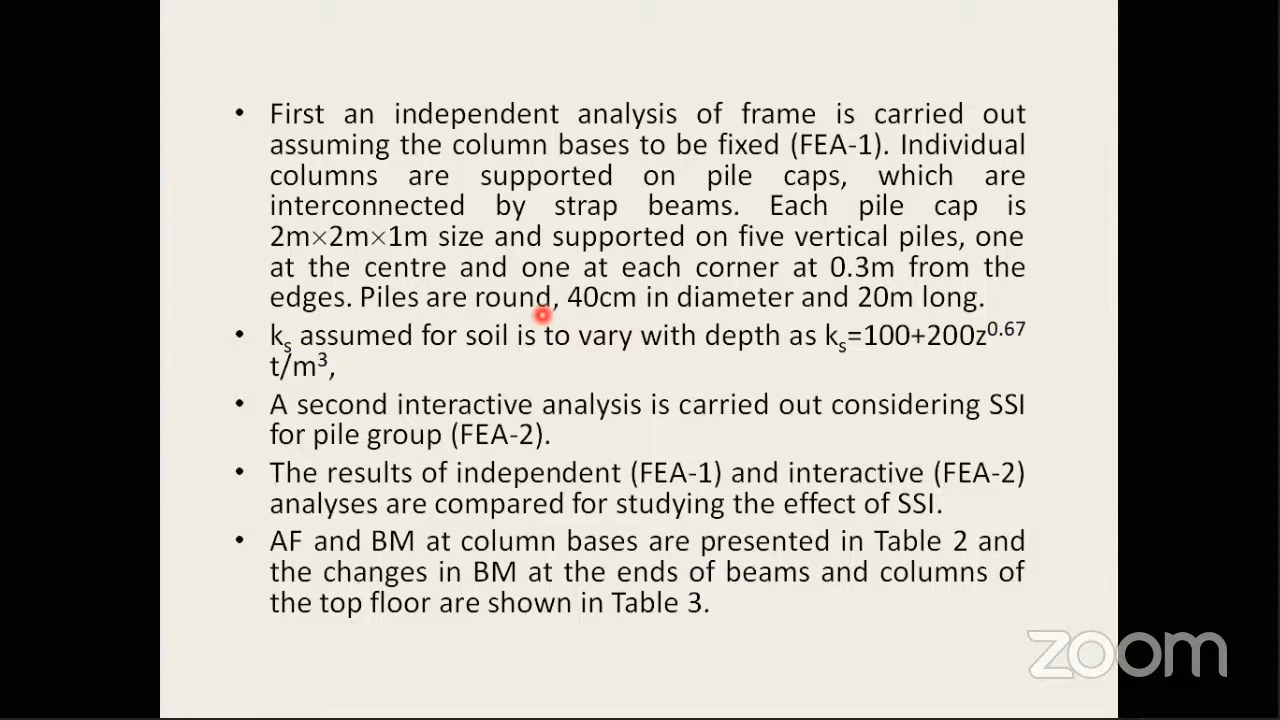 • First an independent analysis of frame is carried out
assuming the column bases to be fixed (FEA-1). Individual
columns are supported on pile caps, which are
interconnected by strap beams. Each pile cap is
2m×2m×1m size and supported on five vertical piles, one
at the centre and one at each corner at 0.3m from the
edges. Piles are round, 40cm in diameter and 20m long.
• kₛ assumed for soil is to vary with depth as kₛ=100+200z⁰·⁶⁷
t/m³,
• A second interactive analysis is carried out considering SSI
for pile group (FEA-2).
• The results of independent (FEA-1) and interactive (FEA-2)
analyses are compared for studying the effect of SSI.
• AF and BM at column bases are presented in Table 2 and
the changes in BM at the ends of beams and columns of
the top floor are shown in Table 3.
zoom